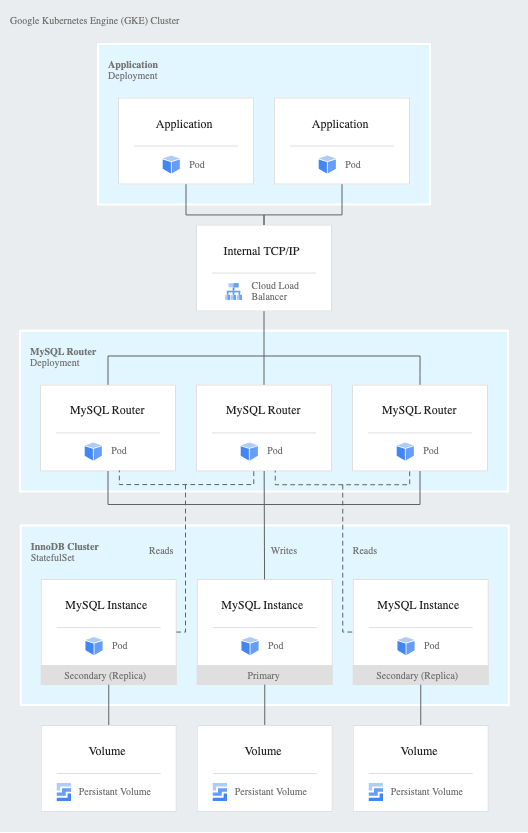 Google Kubernetes Engine (GKE) Cluster
Application
Deployment
Application
Pod
Application
Pod
Internal TCP/IP
Cloud Load
Balancer
MySQL Router
Deployment
MySQL Router
Pod
MySQL Router
Pod
MySQL Router
Pod
InnoDB Cluster
StatefulSet
Reads
Writes
Reads
MySQL Instance
Pod
Secondary (Replica)
MySQL Instance
Pod
Primary
MySQL Instance
Pod
Secondary (Replica)
Volume
Persistant Volume
Volume
Persistant Volume
Volume
Persistant Volume